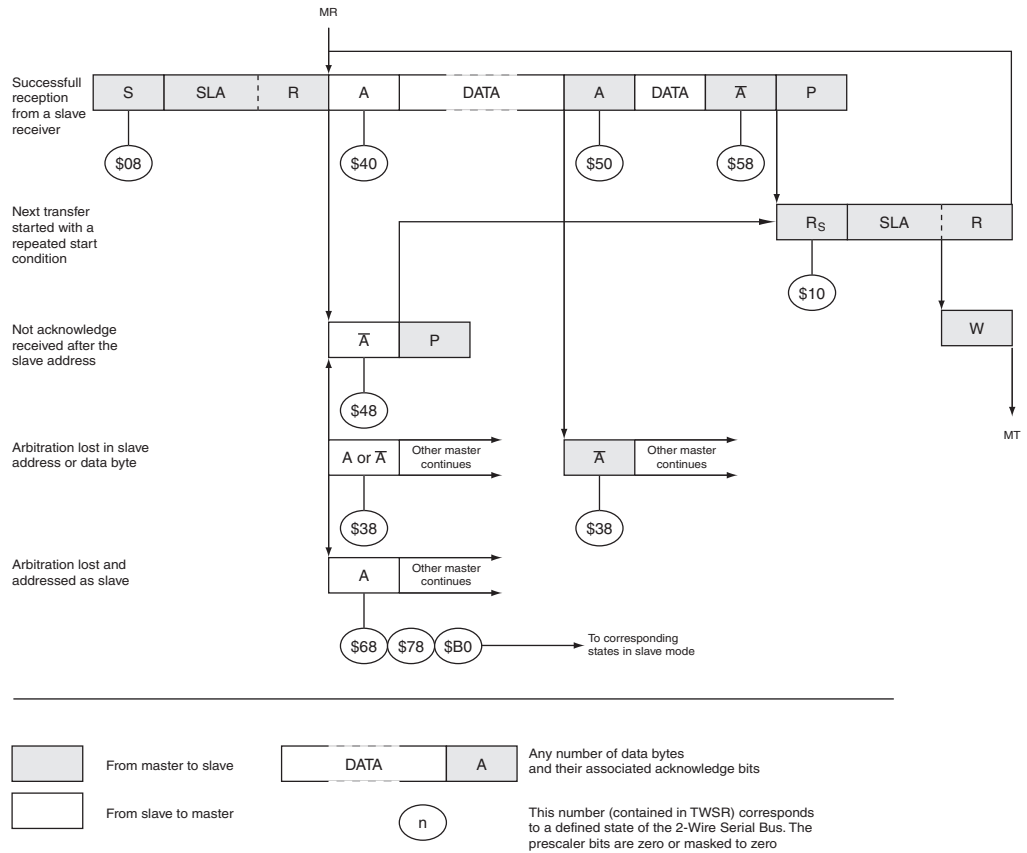 MR
Successfull
reception
from a slave
receiver
S SLA R A DATA A DATA A̅ P
$08 $40 $50 $58
Next transfer
started with a
repeated start
condition
RS SLA R
$10
Not acknowledge
received after the
slave address
A̅ P
W
$48
MT
Arbitration lost in slave
address or data byte
A or A̅ Other master
continues
A̅ Other master
continues
$38 $38
Arbitration lost and
addressed as slave
A Other master
continues
$68 $78 $B0 To corresponding
states in slave mode
From master to slave
DATA A
Any number of data bytes
and their associated acknowledge bits
From slave to master
n
This number (contained in TWSR) corresponds
to a defined state of the 2-Wire Serial Bus. The
prescaler bits are zero or masked to zero